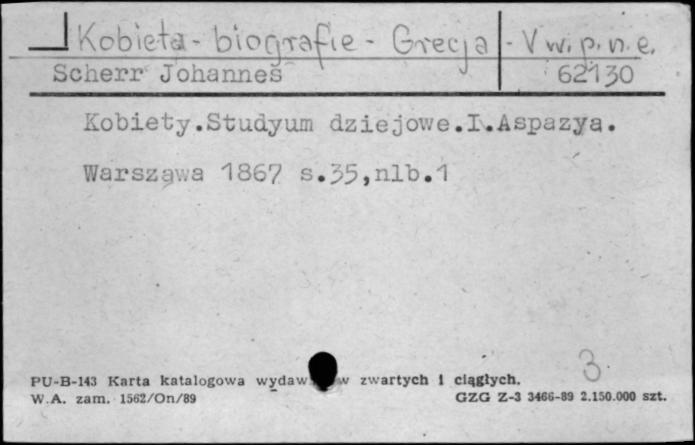 Kobieta - biografie - Grecja - V w. p. n. e.
Scherr Johannes 62130
Kobiety.Studyum dziejowe.I.Aspazya.
Warszawa 1867 s.35,nlb.1
3
PU-B-143 Karta katalogowa wydaw w zwartych i ciągłych.
W.A. zam. 1562/On/89 GZG Z-3 3466-89 2.150.000 szt.